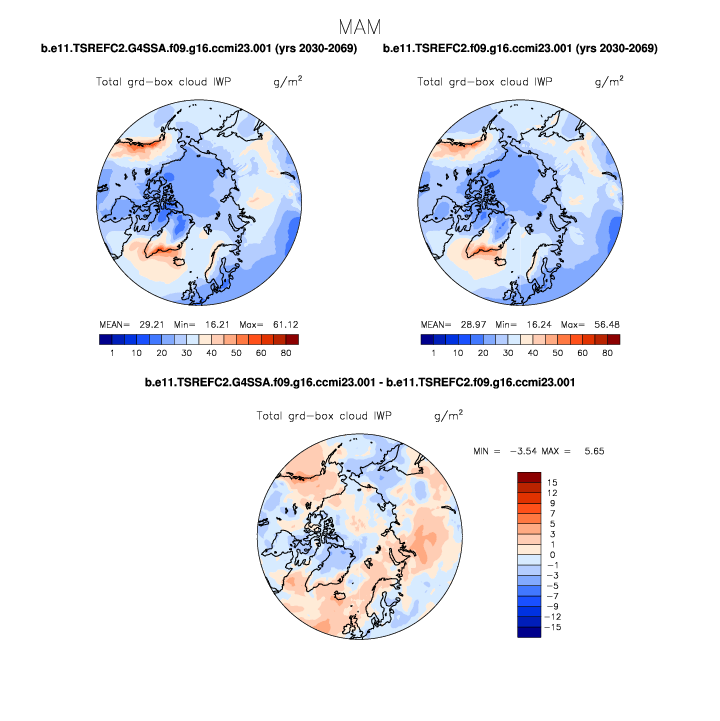 MAM
b.e11.TSREFC2.G4SSA.f09.g16.ccmi23.001 (yrs 2030-2069) b.e11.TSREFC2.f09.g16.ccmi23.001 (yrs 2030-2069)
Total grd-box cloud IWP g/m² Total grd-box cloud IWP g/m²
MEAN= 29.21 Min= 16.21 Max= 61.12 MEAN= 28.97 Min= 16.24 Max= 56.48
1 10 20 30 40 50 60 80 1 10 20 30 40 50 60 80
b.e11.TSREFC2.G4SSA.f09.g16.ccmi23.001 - b.e11.TSREFC2.f09.g16.ccmi23.001
Total grd-box cloud IWP g/m²
MIN = -3.54 MAX = 5.65
15
12
9
7
5
3
1
0
-1
-3
-5
-7
-9
-12
-15